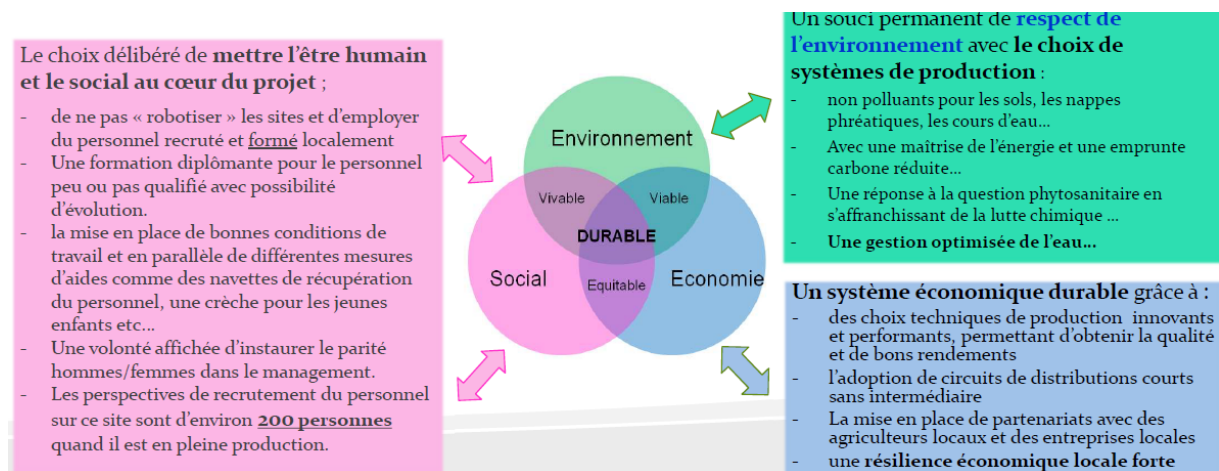 Le choix délibéré de mettre l'être humain
et le social au cœur du projet ;
- de ne pas « robotiser » les sites et d'employer
du personnel recruté et formé localement
- Une formation diplômante pour le personnel
peu ou pas qualifié avec possibilité
d'évolution.
- la mise en place de bonnes conditions de
travail et en parallèle de différentes mesures
d'aides comme des navettes de récupération
du personnel, une crèche pour les jeunes
enfants etc...
- Une volonté affichée d'instaurer le parité
hommes/femmes dans le management.
- Les perspectives de recrutement du personnel
sur ce site sont d'environ 200 personnes
quand il est en pleine production.
Environnement
Vivable
Viable
DURABLE
Social
Equitable
Economie
Un souci permanent de respect de
l'environnement avec le choix de
systèmes de production :
- non polluants pour les sols, les nappes
phréatiques, les cours d'eau...
- Avec une maîtrise de l'énergie et une emprunte
carbone réduite...
- Une réponse à la question phytosanitaire en
s'affranchissant de la lutte chimique ...
- Une gestion optimisée de l'eau...
Un système économique durable grâce à :
- des choix techniques de production innovants
et performants, permettant d'obtenir la qualité
et de bons rendements
- l'adoption de circuits de distributions courts
sans intermédiaire
- La mise en place de partenariats avec des
agriculteurs locaux et des entreprises locales
- une résilience économique locale forte